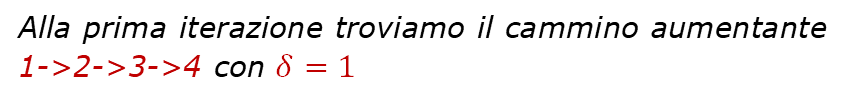 Alla prima iterazione troviamo il cammino aumentante
1->2->3->4 con δ = 1